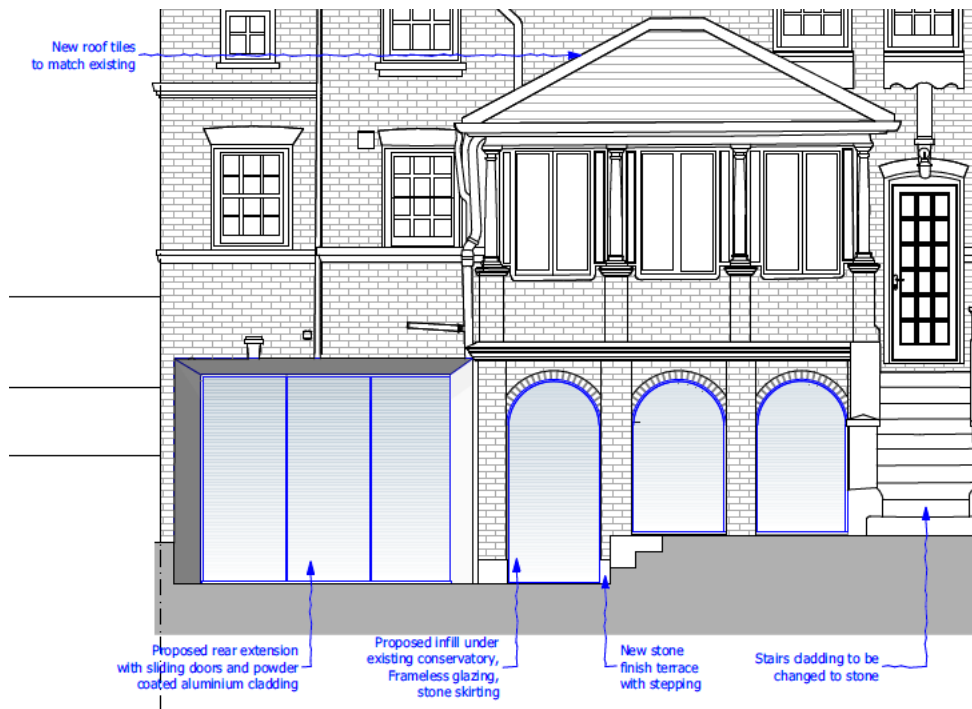 New roof tiles
to match existing
Proposed rear extension
with sliding doors and powder
coated aluminium cladding
Proposed infill under
existing conservatory,
Frameless glazing,
stone skirting
New stone
finish terrace
with stepping
Stairs cladding to be
changed to stone